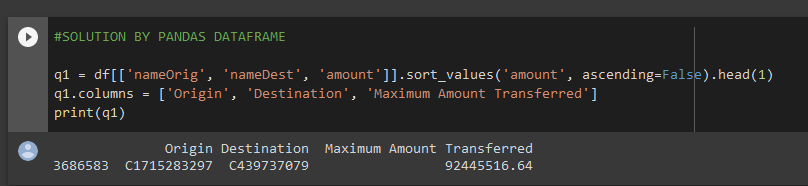 #SOLUTION BY PANDAS DATAFRAME
q1 = df[['nameOrig', 'nameDest', 'amount']].sort_values('amount', ascending=False).head(1)
q1.columns = ['Origin', 'Destination', 'Maximum Amount Transferred']
print(q1)
Origin Destination Maximum Amount Transferred
3686583 C1715283297 C439737079 92445516.64